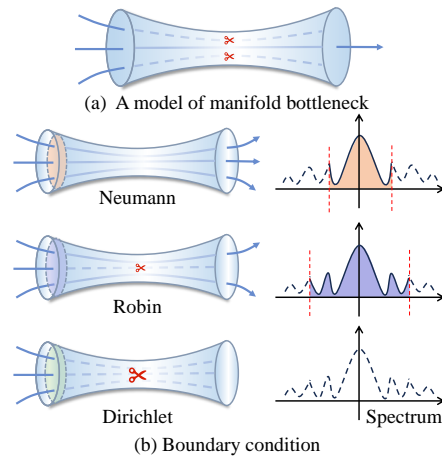 (a) A model of manifold bottleneck
Neumann
Robin
Dirichlet
Spectrum
(b) Boundary condition